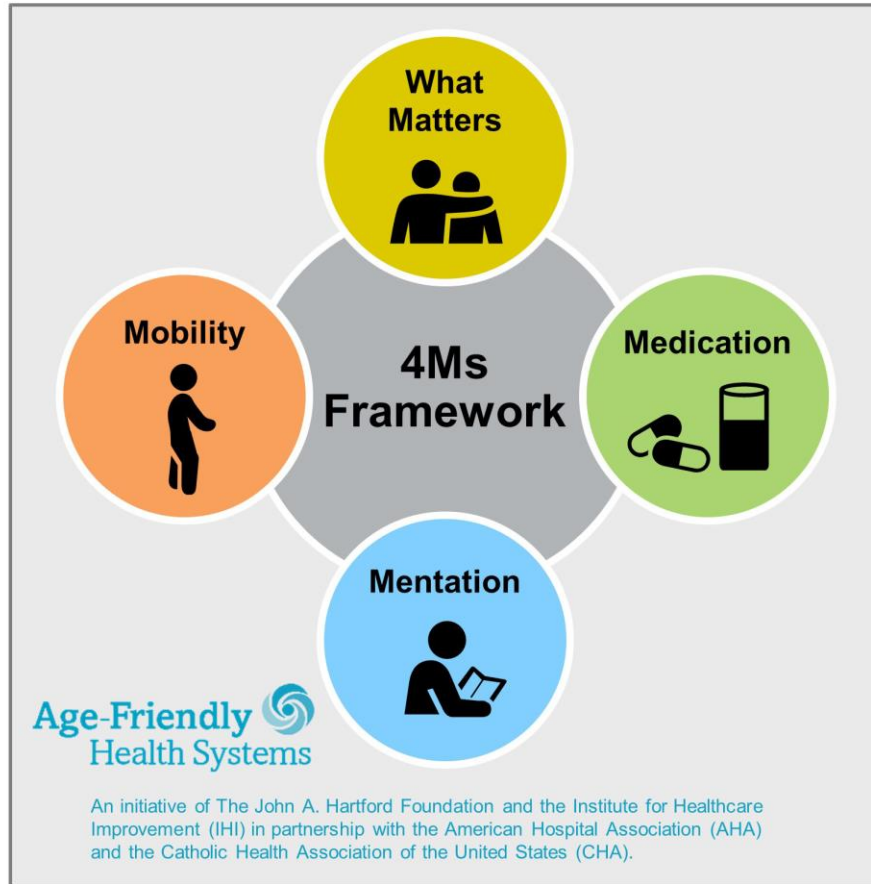 What
Matters
Mobility
4Ms
Framework
Medication
Mentation
Age-Friendly
Health Systems
An initiative of The John A. Hartford Foundation and the Institute for Healthcare
Improvement (IHI) in partnership with the American Hospital Association (AHA)
and the Catholic Health Association of the United States (CHA).